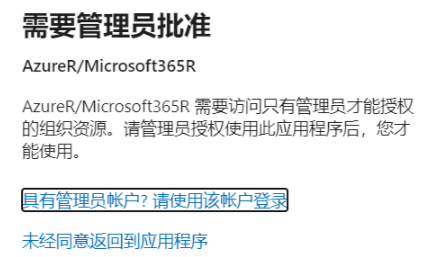 需要管理员批准
AzureR/Microsoft365R
AzureR/Microsoft365R 需要访问只有管理员才能授权
的组织资源。请管理员授权使用此应用程序后，您才
能使用。
具有管理员帐户? 请使用该帐户登录
未经同意返回到应用程序